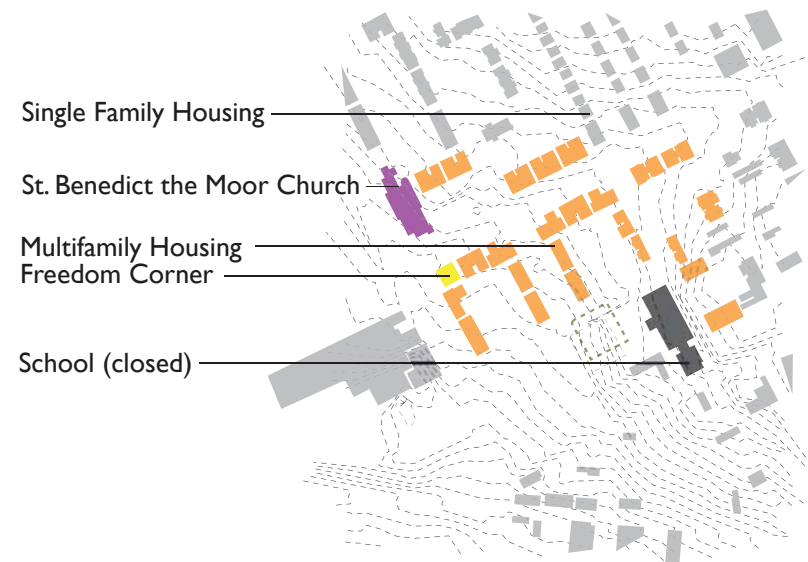 Single Family Housing
St. Benedict the Moor Church
Multifamily Housing
Freedom Corner
School (closed)